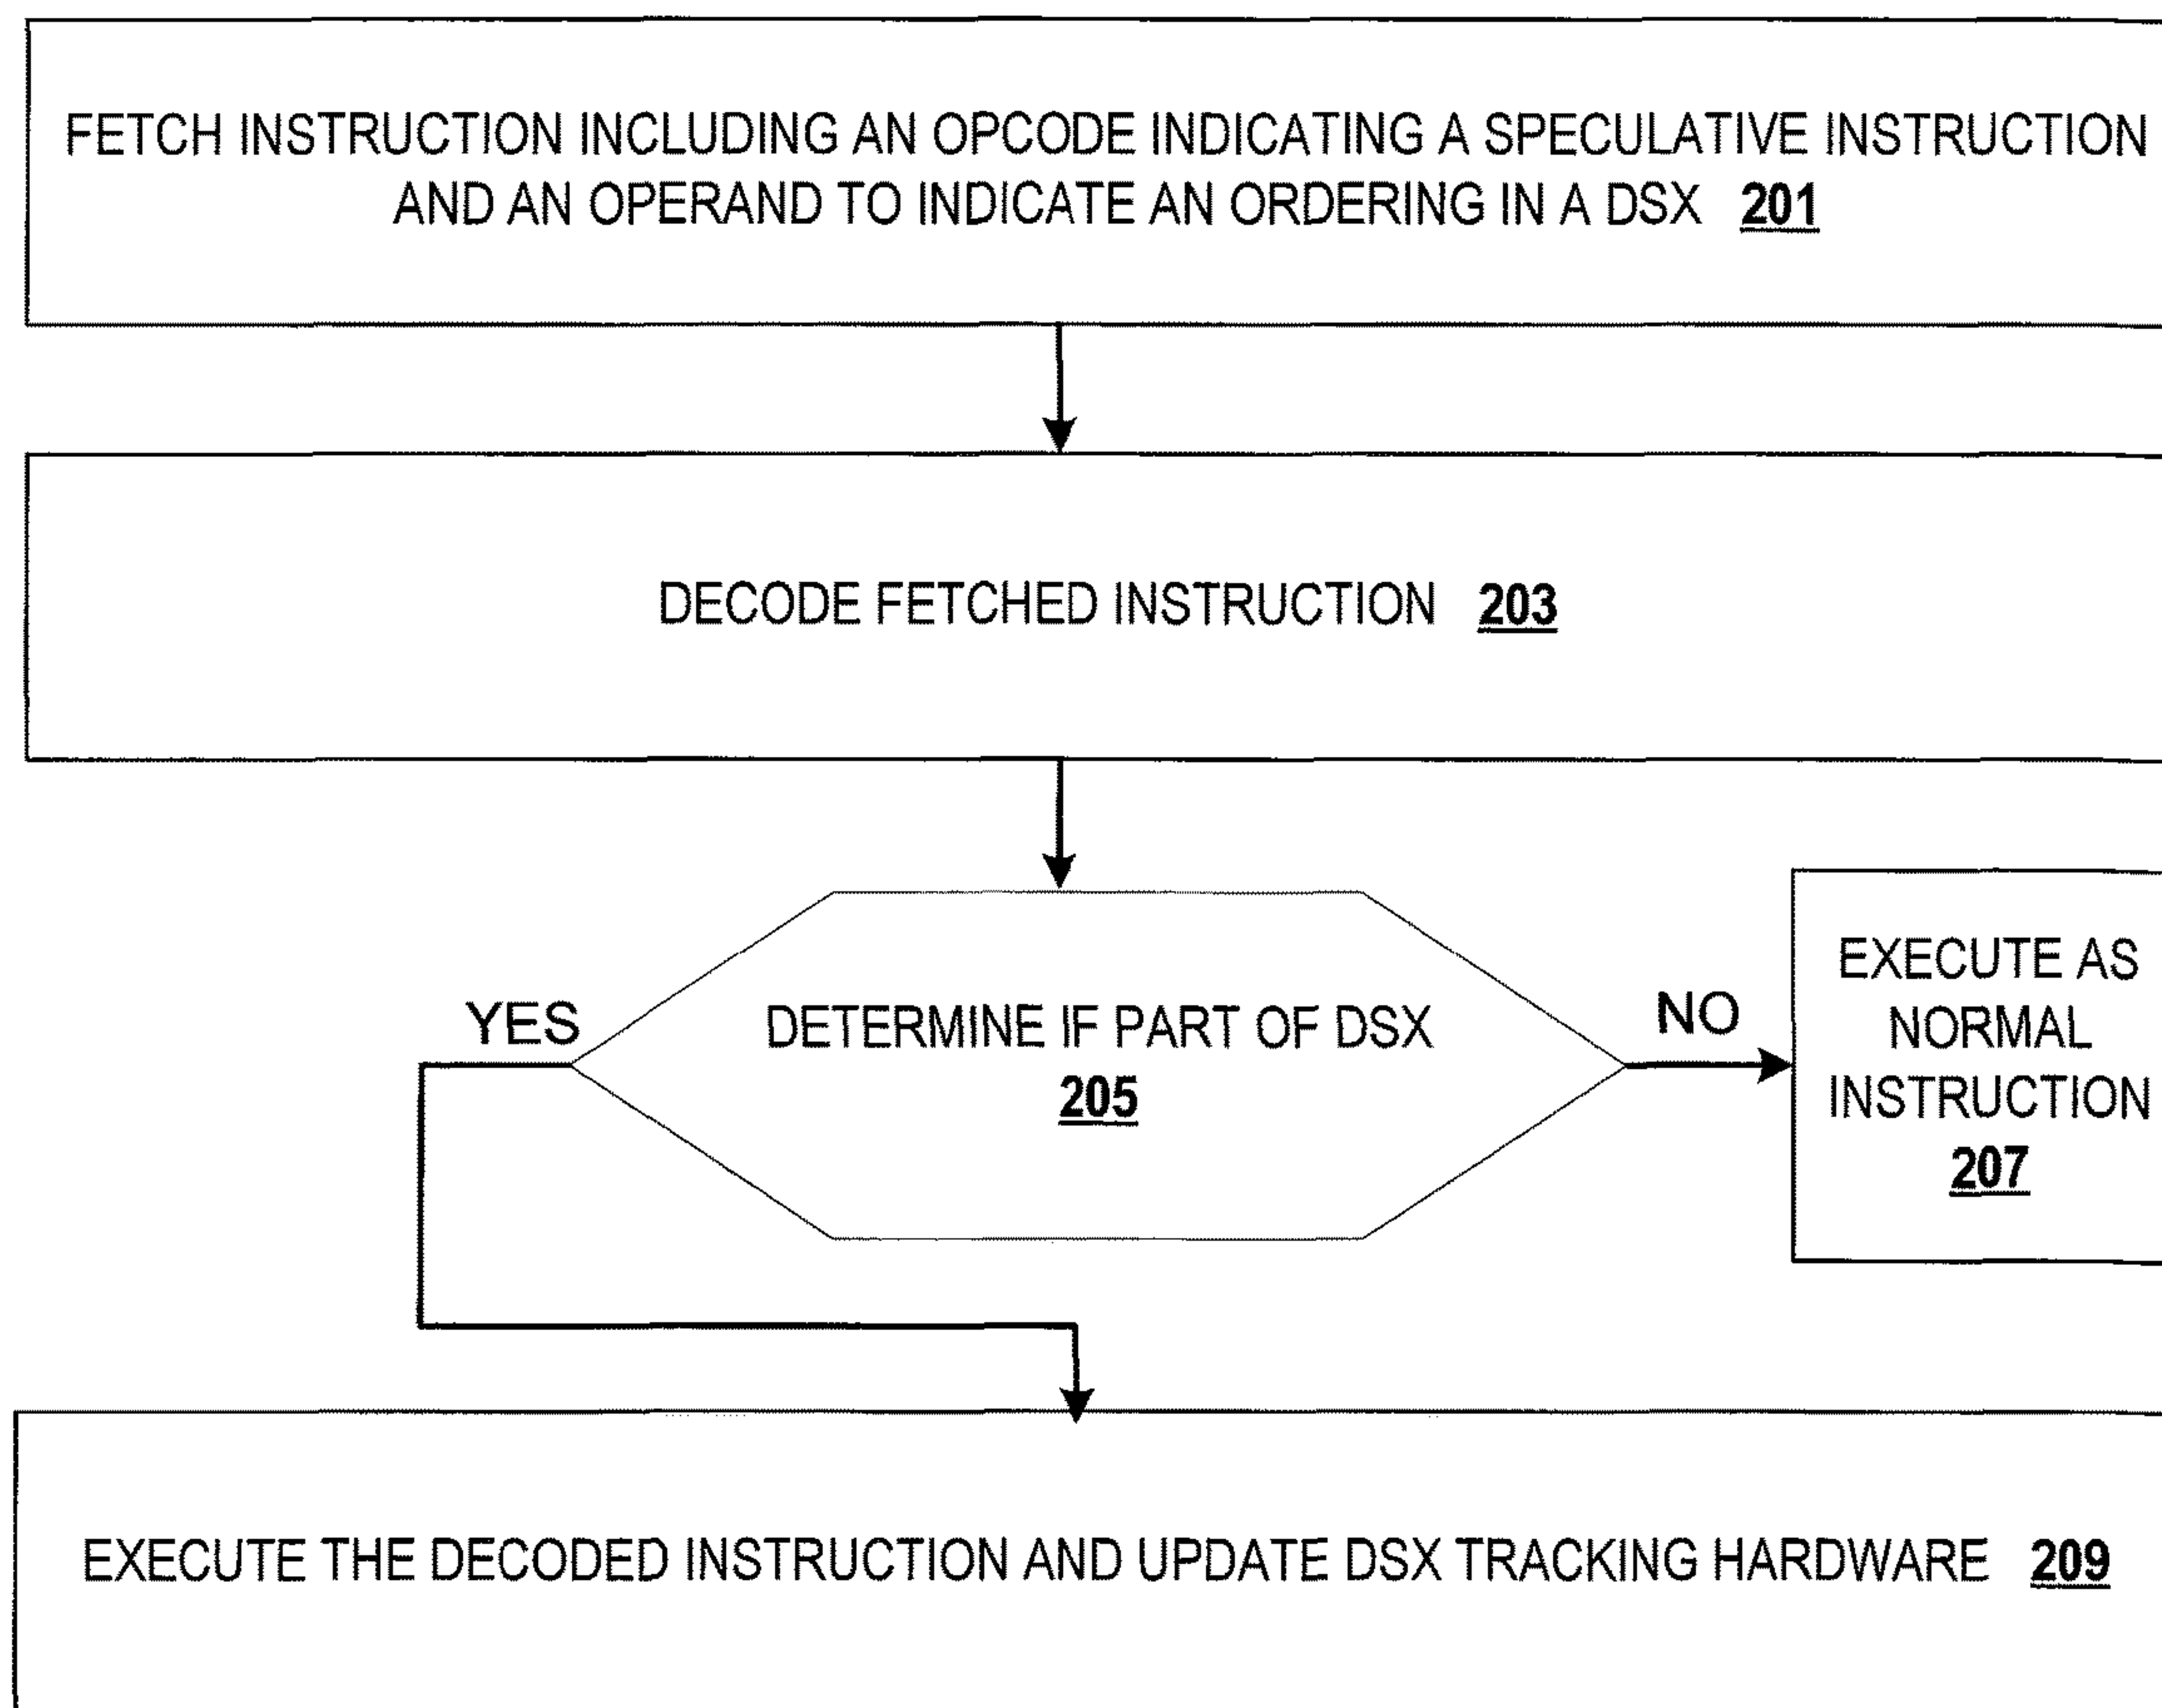 FETCH INSTRUCTION INCLUDING AN OPCODE INDICATING A SPECULATIVE INSTRUCTION
AND AN OPERAND TO INDICATE AN ORDERING IN A DSX 201
DECODE FETCHED INSTRUCTION 203
YES
DETERMINE IF PART OF DSX
205
NO
EXECUTE AS
NORMAL
INSTRUCTION
207
EXECUTE THE DECODED INSTRUCTION AND UPDATE DSX TRACKING HARDWARE 209